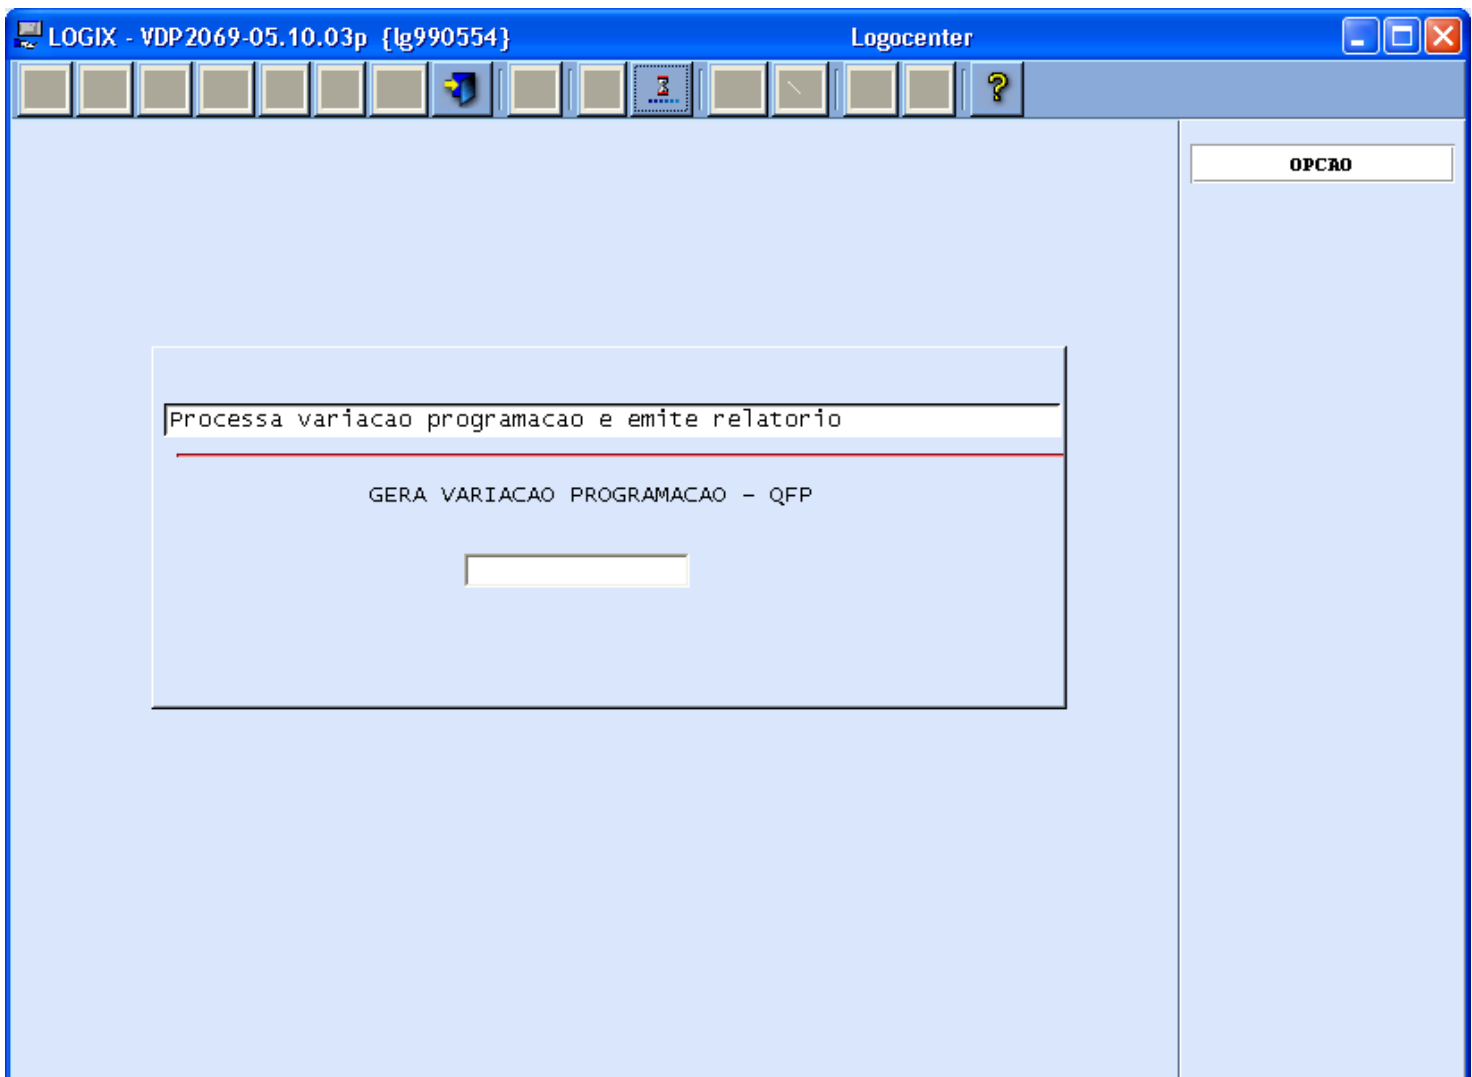 LOGIX - VDP2069-05.10.03p {lg990554} Logocenter
OPCAO
Processa variacao programacao e emite relatorio
GERA VARIACAO PROGRAMACAO - QFP